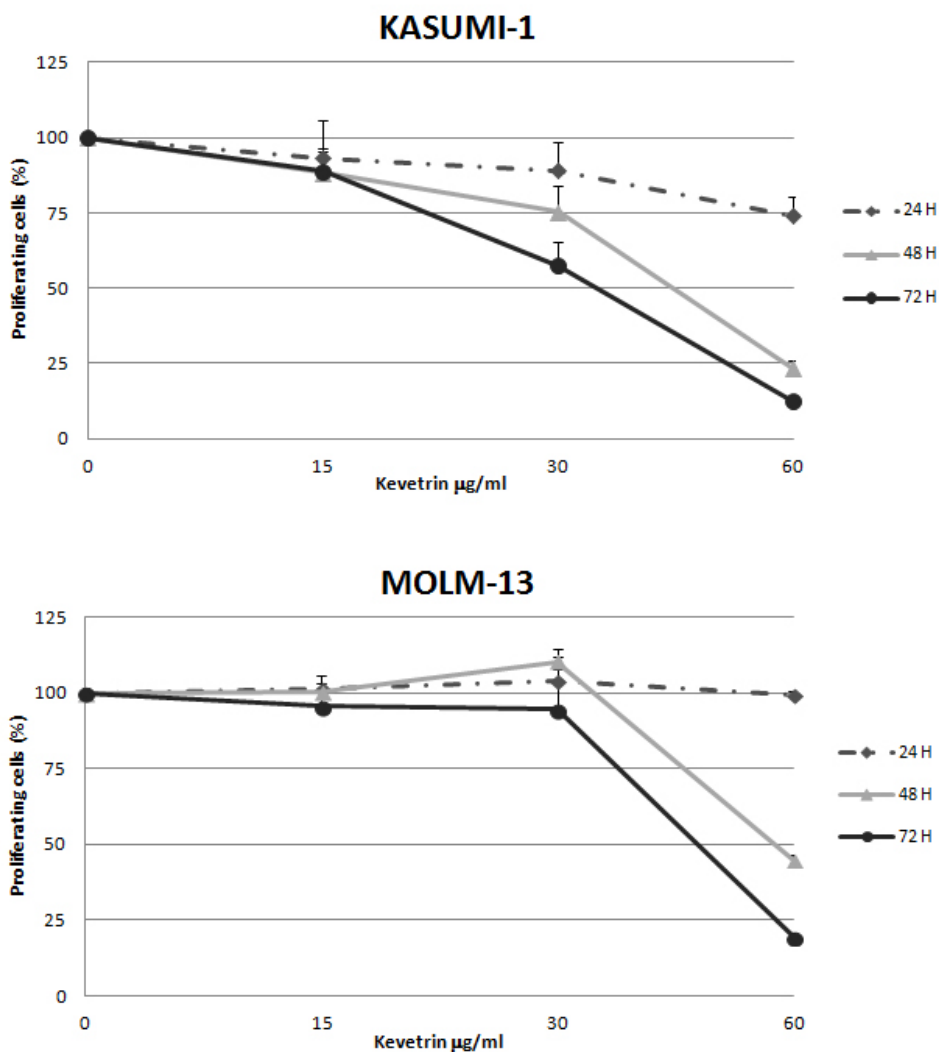 KASUMI-1
125
100
75
50
25
0
Proliferating cells (%)
0 15 30 60
Kevetrin µg/ml
24 H
48 H
72 H
MOLM-13
125
100
75
50
25
0
Proliferating cells (%)
0 15 30 60
Kevetrin µg/ml
24 H
48 H
72 H